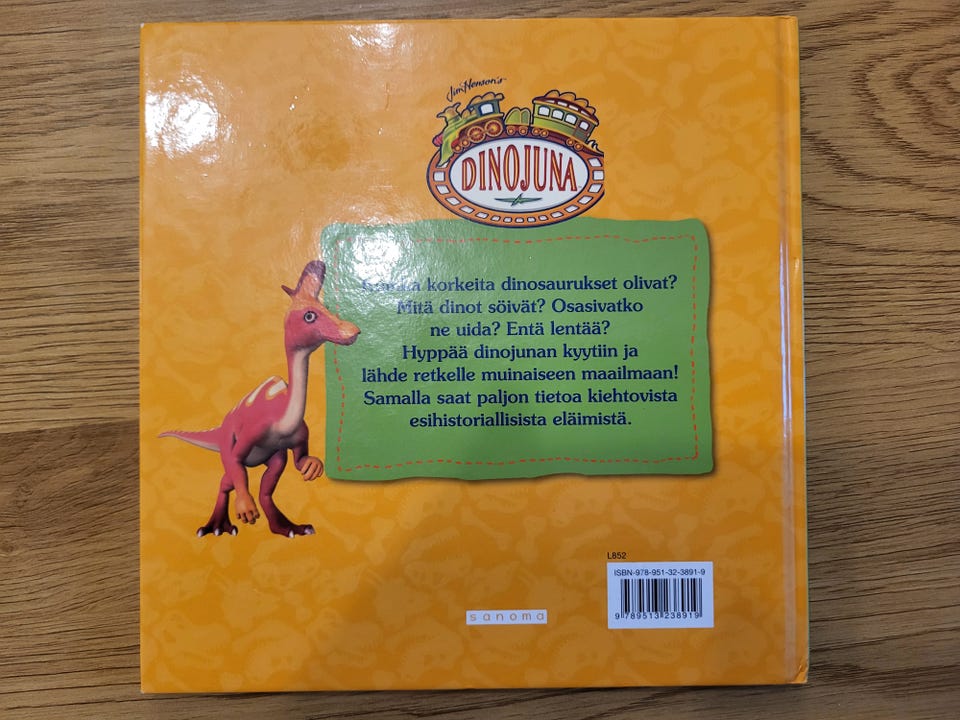 Jim Henson's
DINOJUNA
korkeita dinosaurukset olivat?
Mitä dinot söivät? Osasivatko
ne uida? Entä lentää?
Hyppää dinojunan kyytiin ja
lähde retkelle muinaiseen maailmaan!
Samalla saat paljon tietoa kiehtovista
esihistoriallisista eläimistä.
L852
ISBN-978-951-32-3891-9
9 789513 238919
sanoma